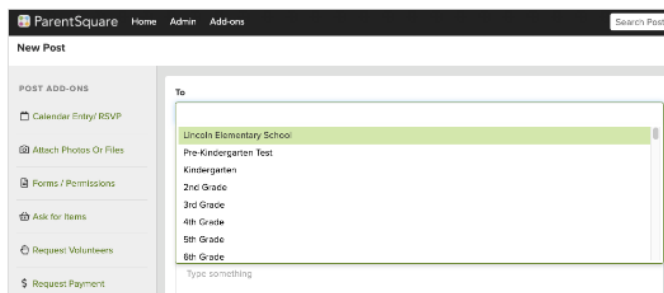 ParentSquare Home Admin Add-ons Search Post
New Post
POST ADD-ONS
Calendar Entry/ RSVP
Attach Photos Or Files
Forms / Permissions
Ask for Items
Request Volunteers
$ Request Payment
To
Lincoln Elementary School
Pre-Kindergarten Test
Kindergarten
2nd Grade
3rd Grade
4th Grade
5th Grade
6th Grade
Type something